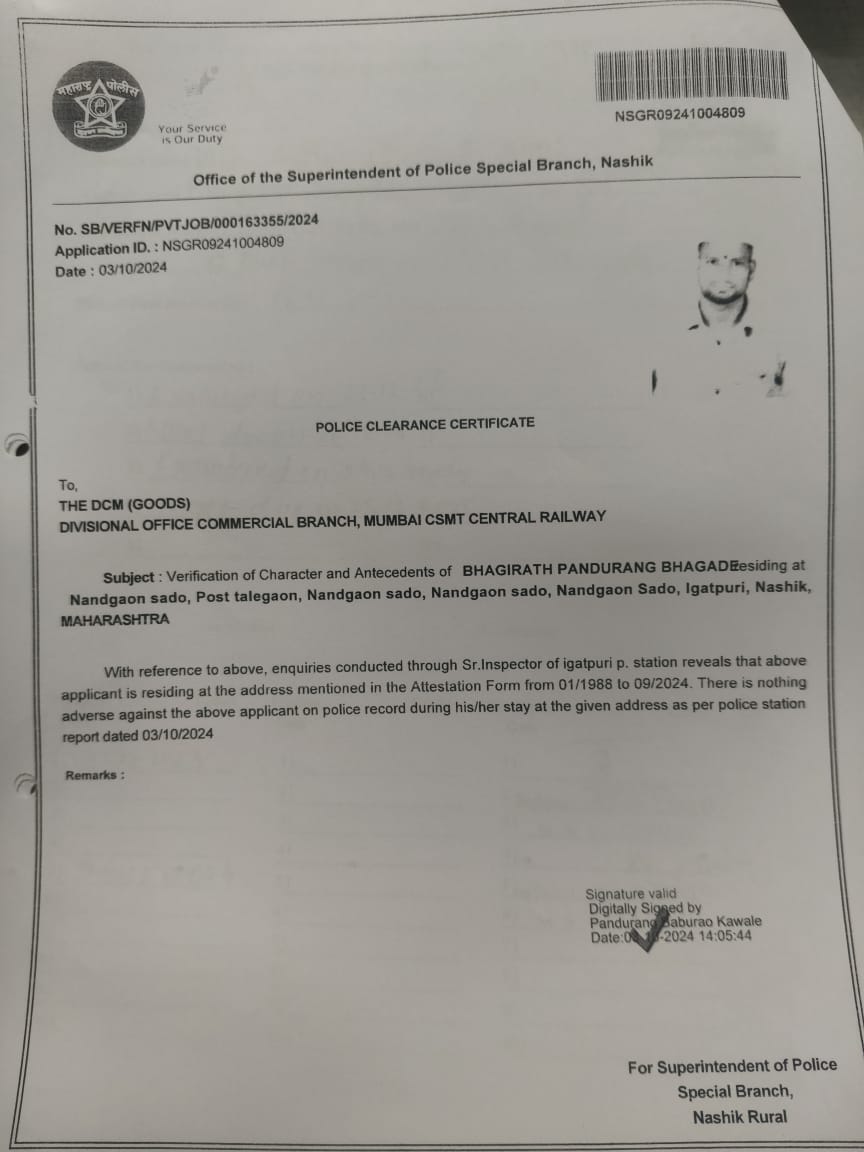 महाराष्ट्र पोलीस
Your Service
is Our Duty
NSGR09241004809
Office of the Superintendent of Police Special Branch, Nashik
No. SB/VERFN/PVTJOB/000163355/2024
Application ID. : NSGR09241004809
Date : 03/10/2024
POLICE CLEARANCE CERTIFICATE
To,
THE DCM (GOODS)
DIVISIONAL OFFICE COMMERCIAL BRANCH, MUMBAI CSMT CENTRAL RAILWAY
Subject : Verification of Character and Antecedents of BHAGIRATH PANDURANG BHAGADE esiding at
Nandgaon sado, Post talegaon, Nandgaon sado, Nandgaon sado, Nandgaon Sado, Igatpuri, Nashik,
MAHARASHTRA
With reference to above, enquiries conducted through Sr.Inspector of igatpuri p. station reveals that above
applicant is residing at the address mentioned in the Attestation Form from 01/1988 to 09/2024. There is nothing
adverse against the above applicant on police record during his/her stay at the given address as per police station
report dated 03/10/2024
Remarks :
Signature valid
Digitally Signed by
Pandurang Baburao Kawale
Date: -2024 14:05:44
For Superintendent of Police
Special Branch,
Nashik Rural